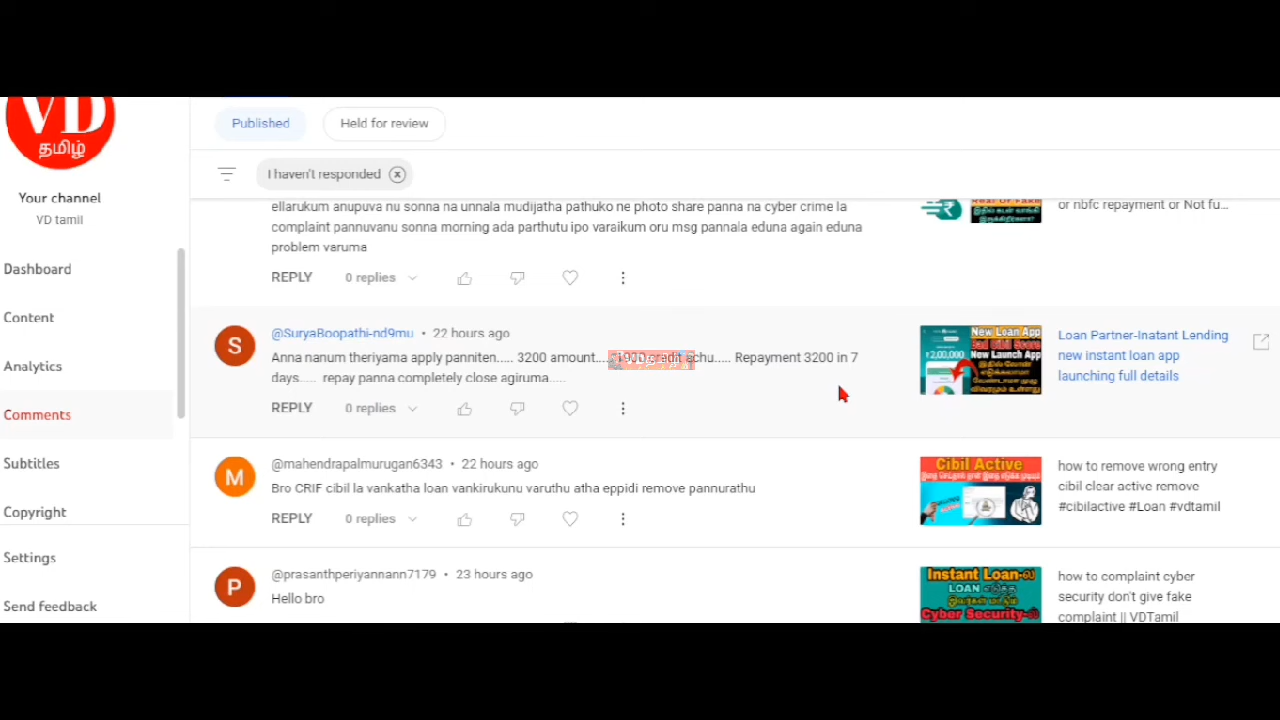 VD
தமிழ்
Your channel
VD tamil
Dashboard
Content
Analytics
Comments
Subtitles
Copyright
Settings
Send feedback
Published
Held for review
I haven't responded
ellarukum anupuva nu sonna na unnala mudijatha pathuko ne photo share panna na cyber crime la
complaint pannuvanu sonna morning ada parthutu ipo varaikum oru msg pannala eduna again eduna
problem varuma
REPLY 0 replies
or nbfc repayment or Not fu...
@SuryaBoopathi-nd9mu • 22 hours ago
Anna nanum theriyama apply panniten..... 3200 amount.... 1900 achu..... Repayment 3200 in 7
days..... repay panna completely close agiruma.....
REPLY 0 replies
New Loan App
Bad Cibil Score
New Launch App
₹2,00,000
Loan Partner-Inatant Lending
new instant loan app
launching full details
@mahendrapalmurugan6343 • 22 hours ago
Bro CRIF cibil la vankatha loan vankirukunu varuthu atha eppidi remove pannurathu
REPLY 0 replies
Cibil Active
how to remove wrong entry
cibil clear active remove
#cibilactive #Loan #vdtamil
@prasanthperiyannann7179 • 23 hours ago
Hello bro
Instant Loan-ல
LOAN
Cyber Security-ல்
how to complaint cyber
security don't give fake
complaint || VDTamil
S
M
P